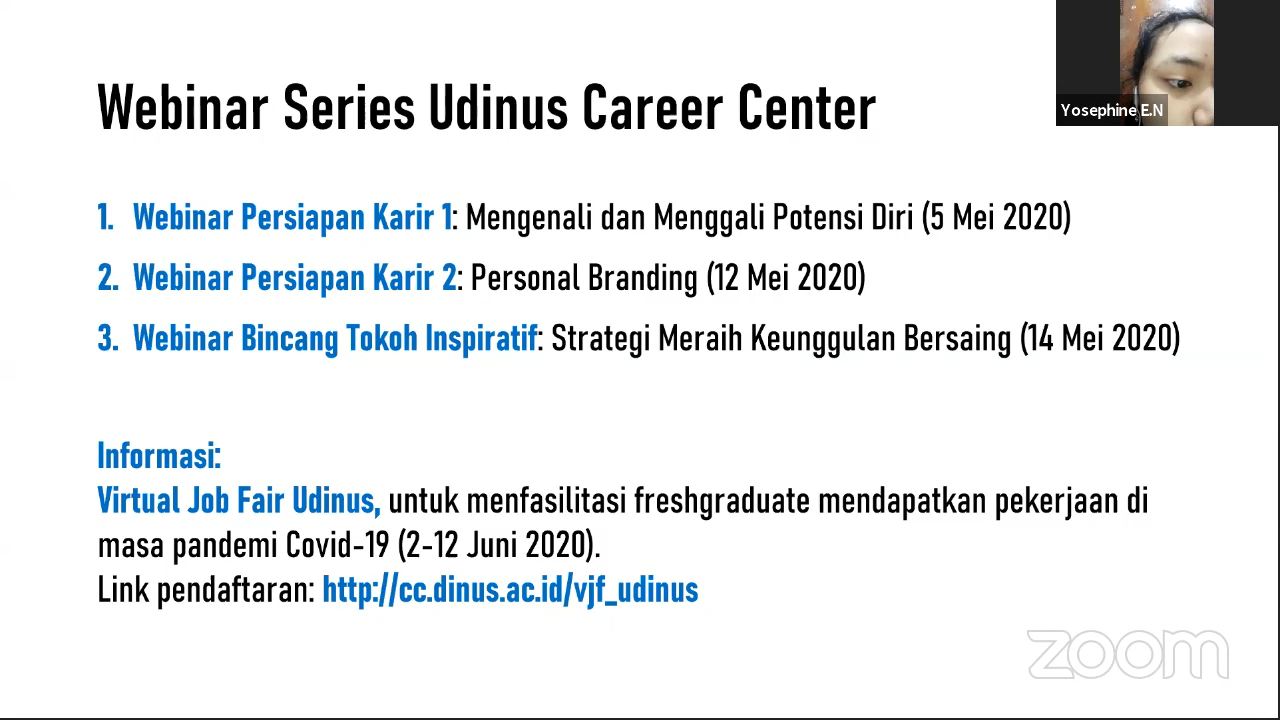 Webinar Series Udinus Career Center
Yosephine E.N
1. Webinar Persiapan Karir 1: Mengenali dan Menggali Potensi Diri (5 Mei 2020)
2. Webinar Persiapan Karir 2: Personal Branding (12 Mei 2020)
3. Webinar Bincang Tokoh Inspiratif: Strategi Meraih Keunggulan Bersaing (14 Mei 2020)
Informasi:
Virtual Job Fair Udinus, untuk menfasilitasi freshgraduate mendapatkan pekerjaan di
masa pandemi Covid-19 (2-12 Juni 2020).
Link pendaftaran: http://cc.dinus.ac.id/vjf_udinus
zoom